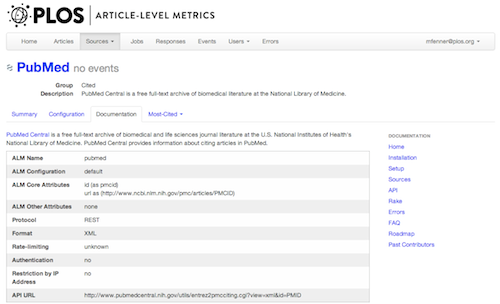 PLOS ARTICLE-LEVEL METRICS
Home Articles Sources Jobs Responses Events Users Errors mfenner@plos.org
PubMed no events
Group Cited
Description PubMed Central is a free full-text archive of biomedical literature at the National Library of Medicine.
Summary Configuration Documentation Most-Cited
PubMed Central is a free full-text archive of biomedical and life sciences journal literature at the U.S. National Institutes of Health's
National Library of Medicine. PubMed Central provides information about citing articles in PubMed.
ALM Name pubmed
ALM Configuration default
ALM Core Attributes id (as pmcid)
url as (http://www.ncbi.nlm.nih.gov/pmc/articles/PMCID)
ALM Other Attributes none
Protocol REST
Format XML
Rate-limiting unknown
Authentication no
Restriction by IP
Address no
API URL http://www.pubmedcentral.nih.gov/utils/entrez2pmcciting.cgi?view=xml&id=PMID
DOCUMENTATION
Home
Installation
Setup
Sources
API
Rake
Errors
FAQ
Roadmap
Past Contributors